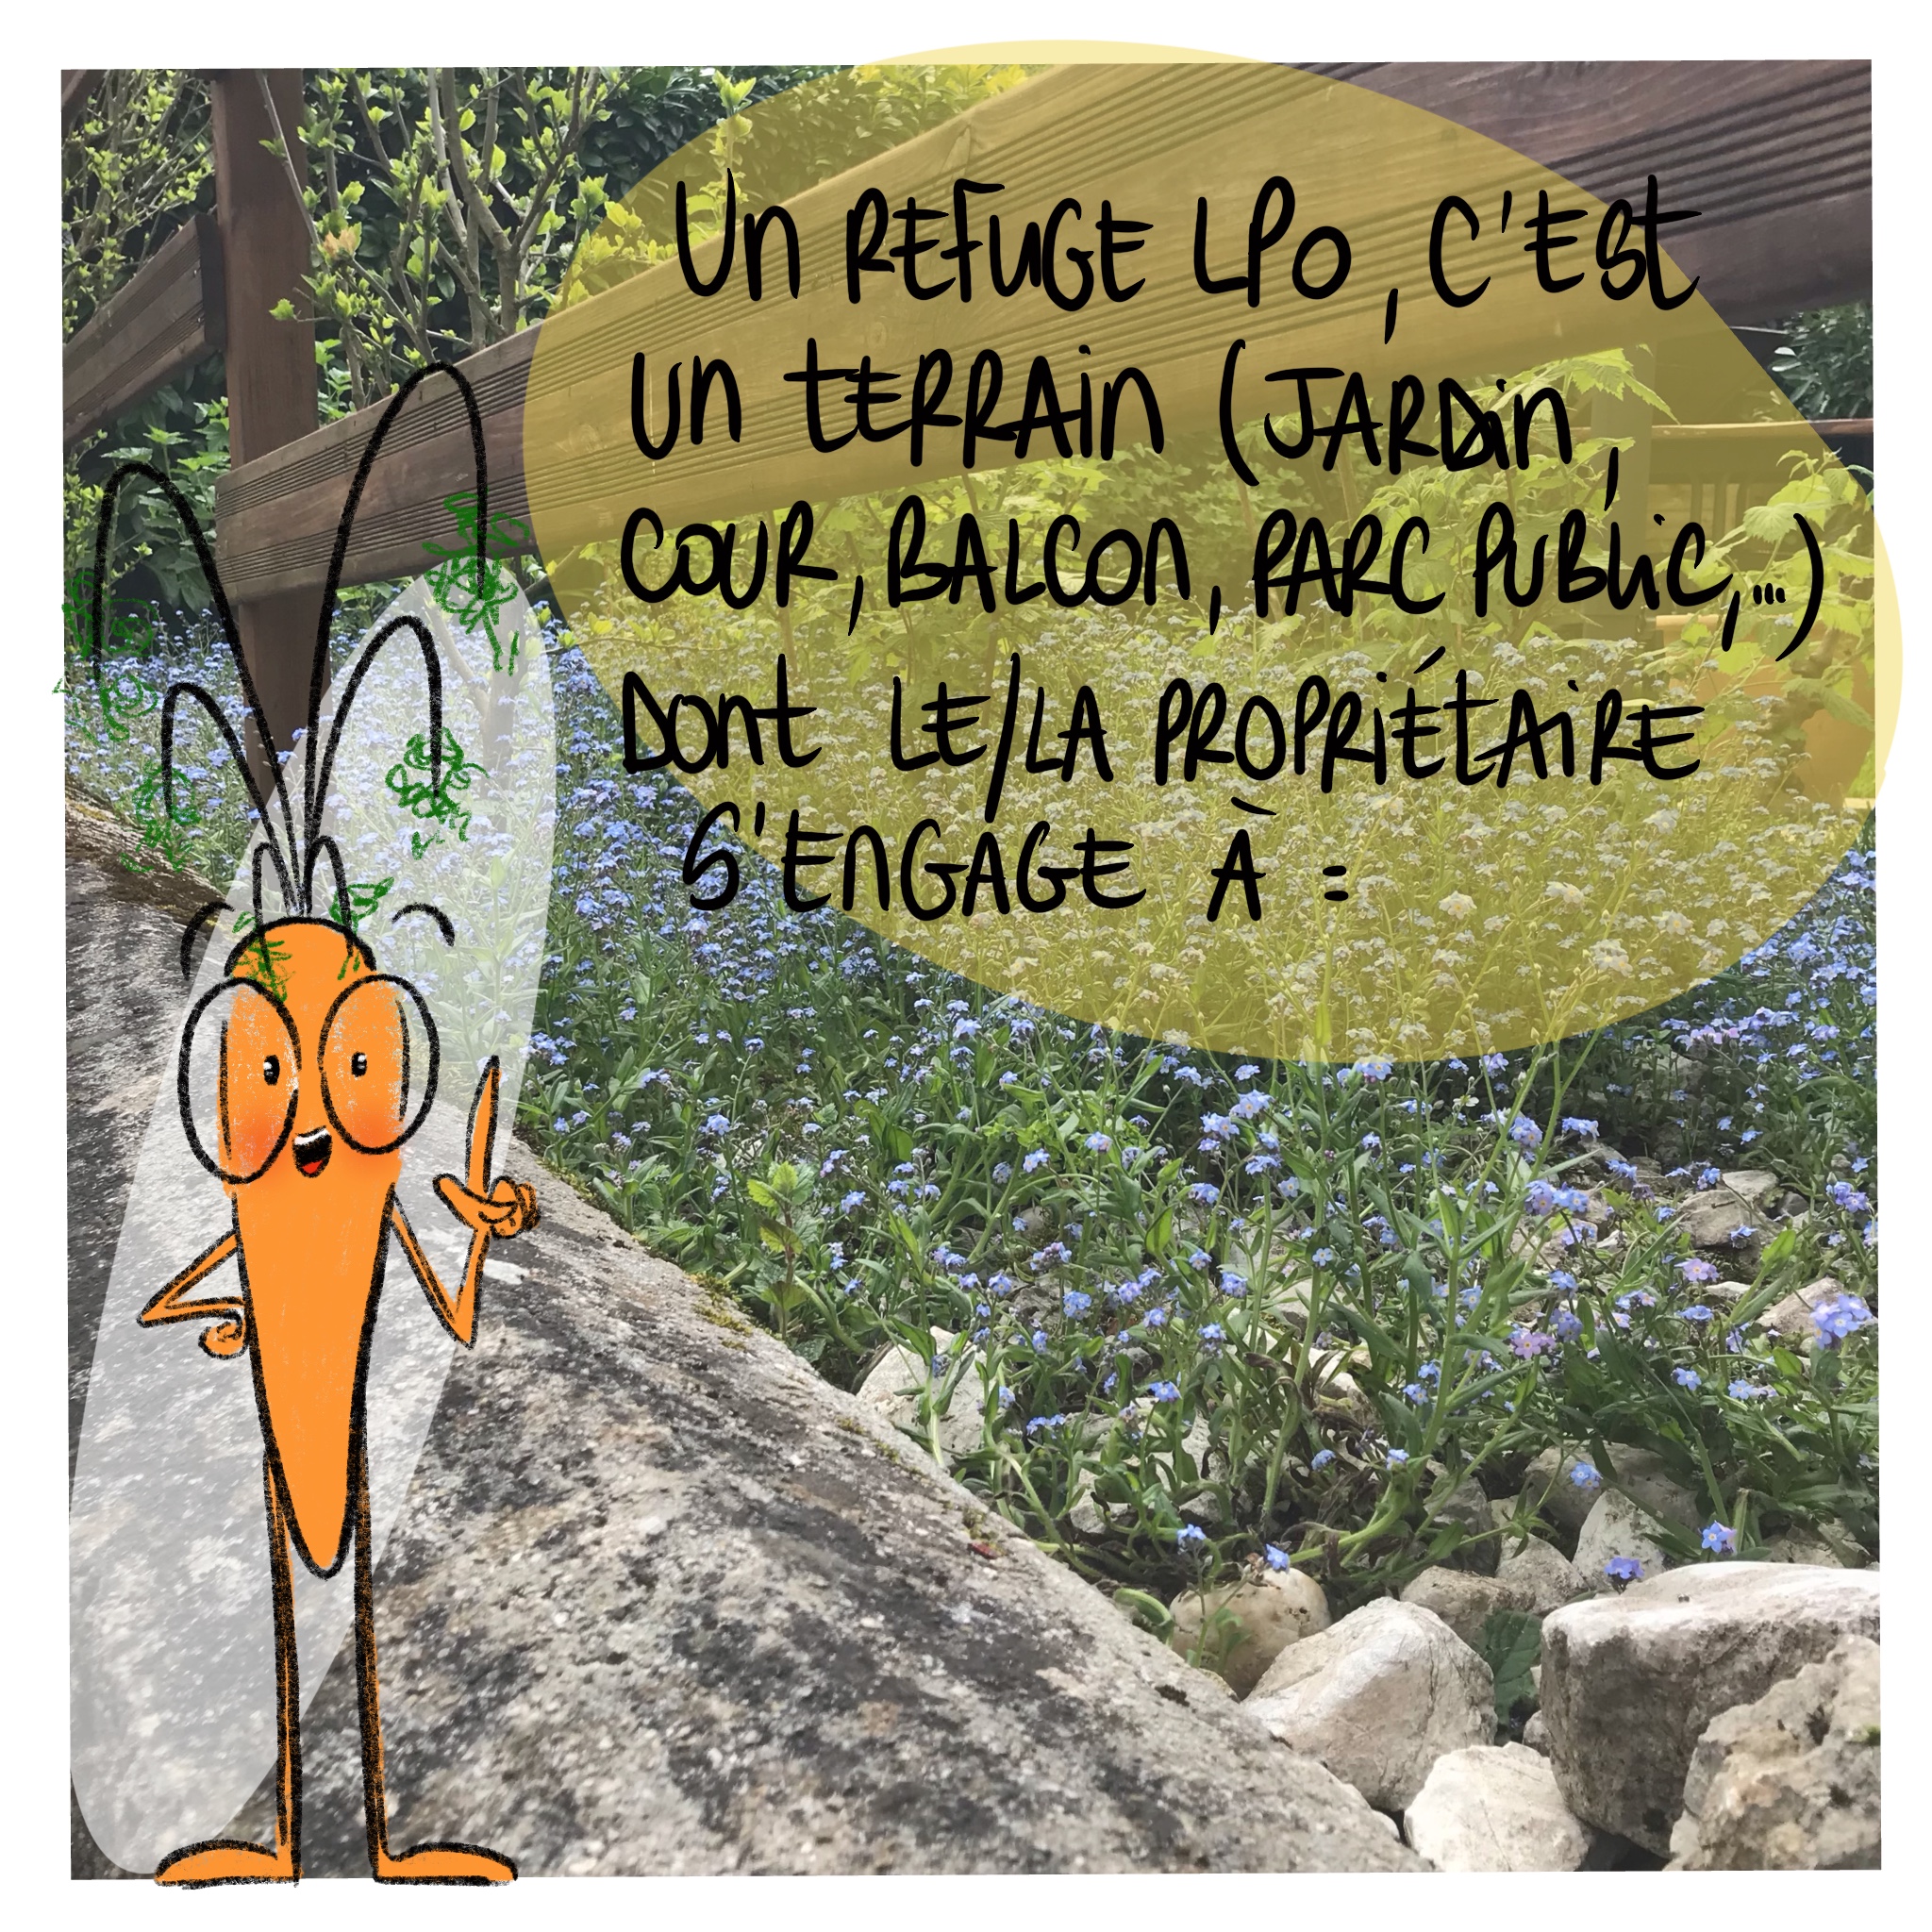 Un REFUGE LPO, C'EST
UN TERRAIN (JARDIN,
COUR, BALCON, PARC PUBLIC,...)
DONT LE/LA PROPRIÉTAIRE
S'ENGAGE À =